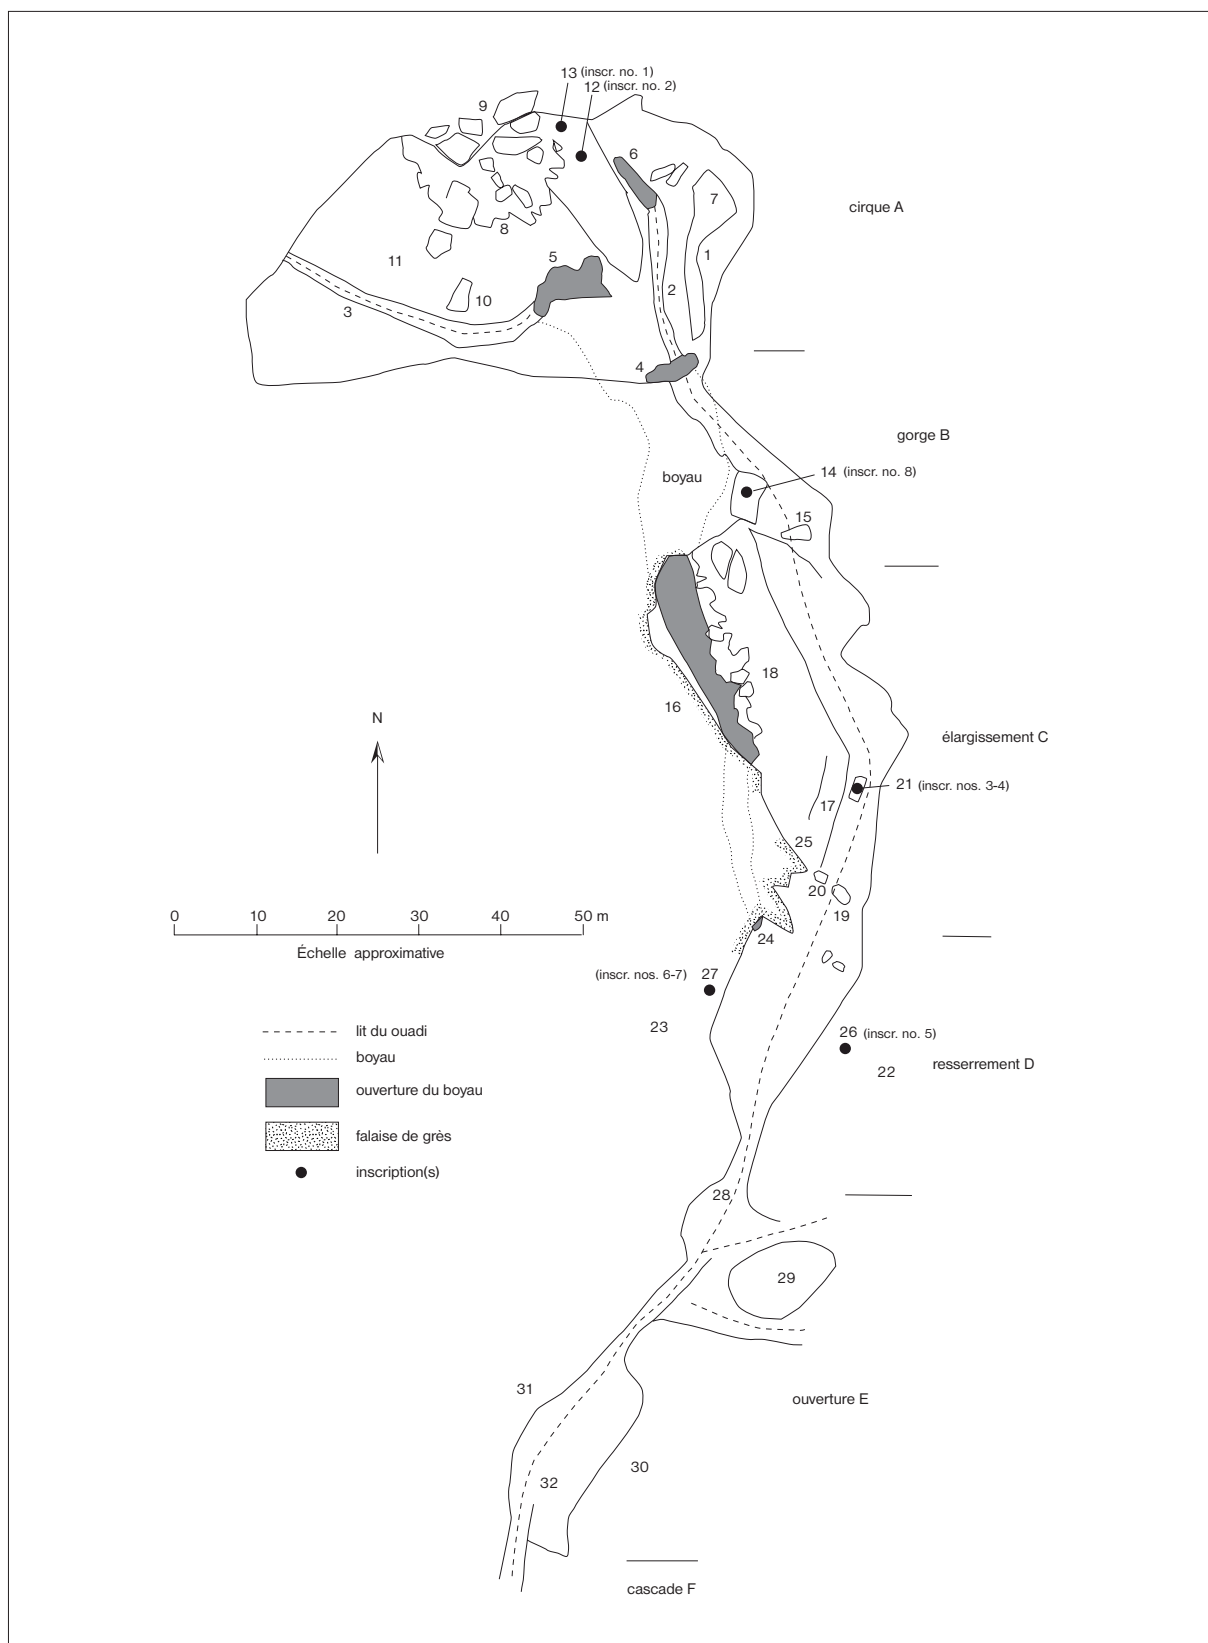 13 (inscr. no. 1)
12 (inscr. no. 2)
9
6
7
cirque A
8
5
11
1
2
10
3
4
gorge B
14 (inscr. no. 8)
boyau
15
18
16
N
élargissement C
21 (inscr. nos. 3-4)
17
25
20
19
0 10 20 30 40 50 m
24
Échelle approximative
(inscr. nos. 6-7) 27
23
26 (inscr. no. 5)
22
resserrement D
lit du ouadi
boyau
ouverture du boyau
falaise de grès
inscription(s)
28
29
31
ouverture E
30
32
cascade F